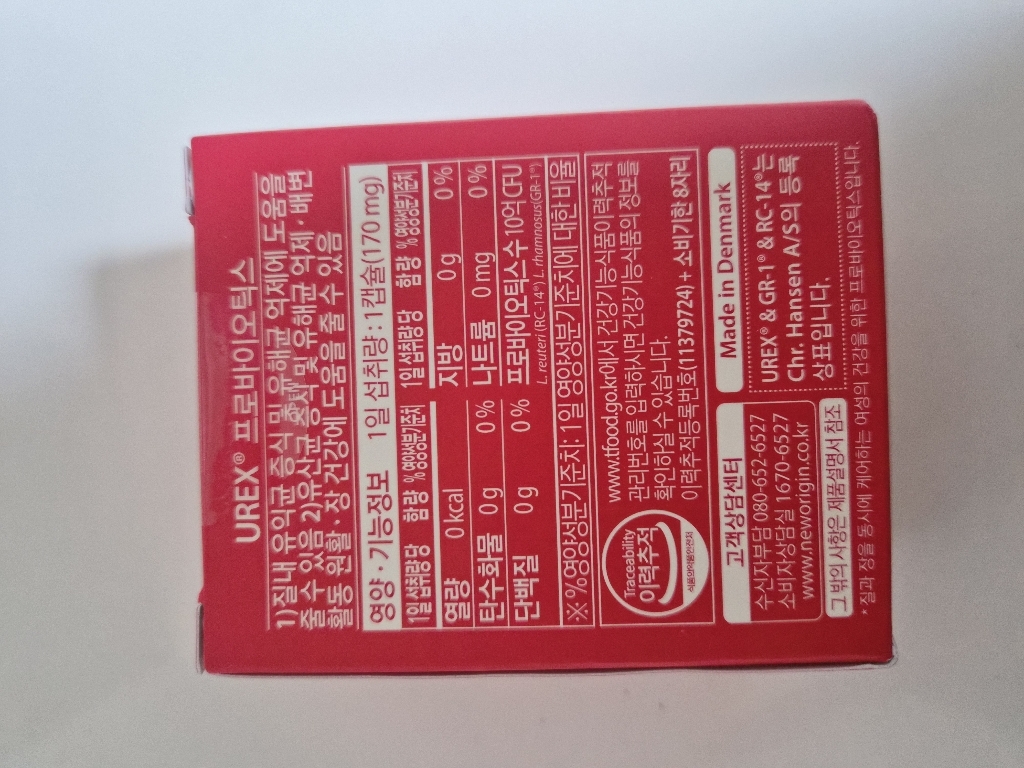 UREX® 프로바이오틱스
1)질내 유익균 증식 및 유해균 억제에 도움을
줄 수 있음 2)유산균 증식 및 유해균 억제 · 배변
활동 원활 · 장 건강에 도움을 줄 수 있음
영양 · 기능정보 1일 섭취량 : 1캡슐(170 mg)
1일 섭취량당 함량 %영양성분기준치 1일 섭취량당 함량 %영양성분기준치
열량 0 kcal 지방 0 g 0 %
탄수화물 0 g 0 % 나트륨 0 mg 0 %
단백질 0 g 0 % 프로바이오틱스 수 10억 CFU
L. reuteri (RC-14®) L. rhamnosus(GR-1®)
※ %영양성분기준치: 1일 영양성분기준치에 대한 비율
Traceability
이력추적
식품의약품안전처
www.tfood.go.kr에서 건강기능식품이력추적
관리번호를 입력하시면 건강기능식품의 정보를
확인하실 수 있습니다.
이력추적등록번호(11379724) + 소비기한 8자리
고객상담센터
수신자부담 080-652-6527
소비자상담실 1670-6527
www.neworigin.co.kr
그 밖의 사항은 제품설명서 참조
Made in Denmark
UREX® & GR-1® & RC-14®는
Chr. Hansen A/S의 등록
상표입니다.
* 질과 장을 동시에 케어하는 여성의 건강을 위한 프로바이오틱스입니다.